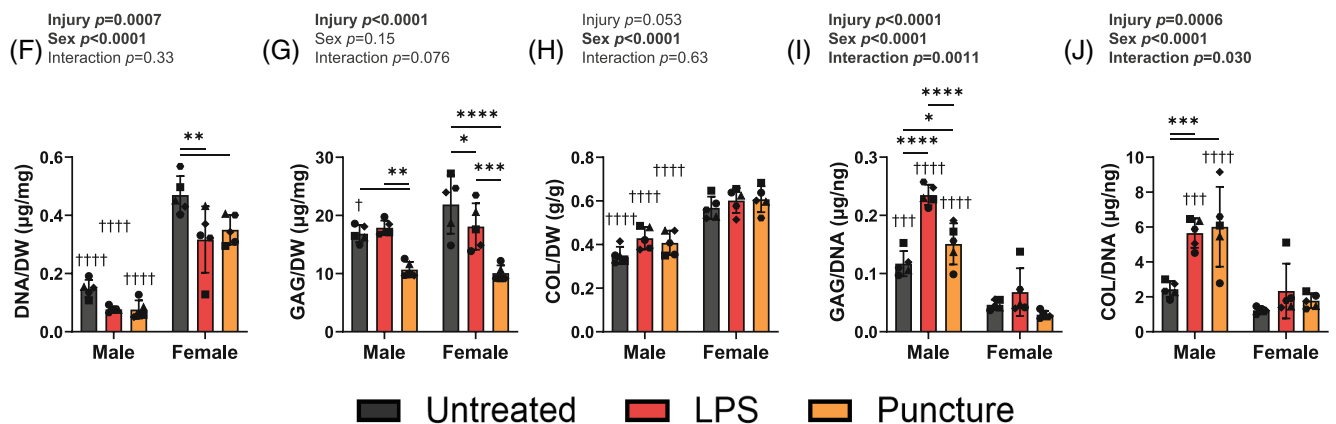 (F)
Injury p=0.0007
Sex p<0.0001
Interaction p=0.33
DNA/DW (µg/mg)
0.6
0.4
0.2
0.0
††††
††††
††††
**
Male
Female
(G)
Injury p<0.0001
Sex p=0.15
Interaction p=0.076
GAG/DW (µg/mg)
30
20
10
0
†
**
****
*
***
Male
Female
(H)
Injury p=0.053
Sex p<0.0001
Interaction p=0.63
COL/DW (g/g)
0.8
0.6
0.4
0.2
0.0
††††
††††
††††
Male
Female
(I)
Injury p<0.0001
Sex p<0.0001
Interaction p=0.0011
GAG/DNA (µg/ng)
0.3
0.2
0.1
0.0
****
*
****
†††
††††
††††
Male
Female
(J)
Injury p=0.0006
Sex p<0.0001
Interaction p=0.030
COL/DNA (µg/ng)
10
8
6
4
2
0
***
†††
††††
Male
Female
Untreated
LPS
Puncture